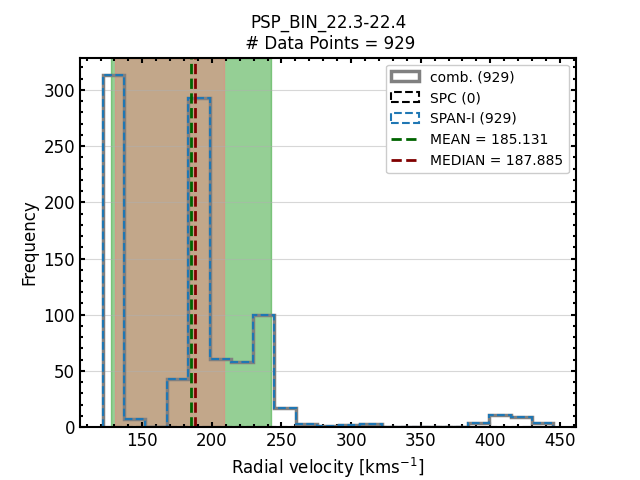 PSP_BIN_22.3-22.4
# Data Points = 929
comb. (929)
SPC (0)
SPAN-I (929)
MEAN = 185.131
MEDIAN = 187.885
Frequency
300
250
200
150
100
50
0
150 200 250 300 350 400 450
Radial velocity [kms⁻¹]